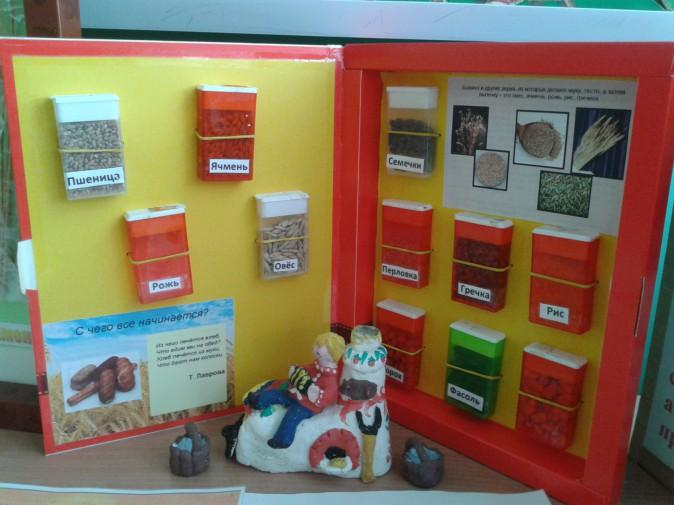 Пшеница
Ячмень
Рожь
Овёс
С чего все начинается?
Из чего печётся хлеб,
Что едим мы на обед?
Хлеб печётся из муки,
Что дают нам колоски
Т. Лаврова
Бывают и другие зерна, из которых делают муку, тесто, а затем
выпечку – это овес, ячмень, рожь, рис, гречиха.
Семечки
Перловка
Гречка
Рис
орох
Фасоль